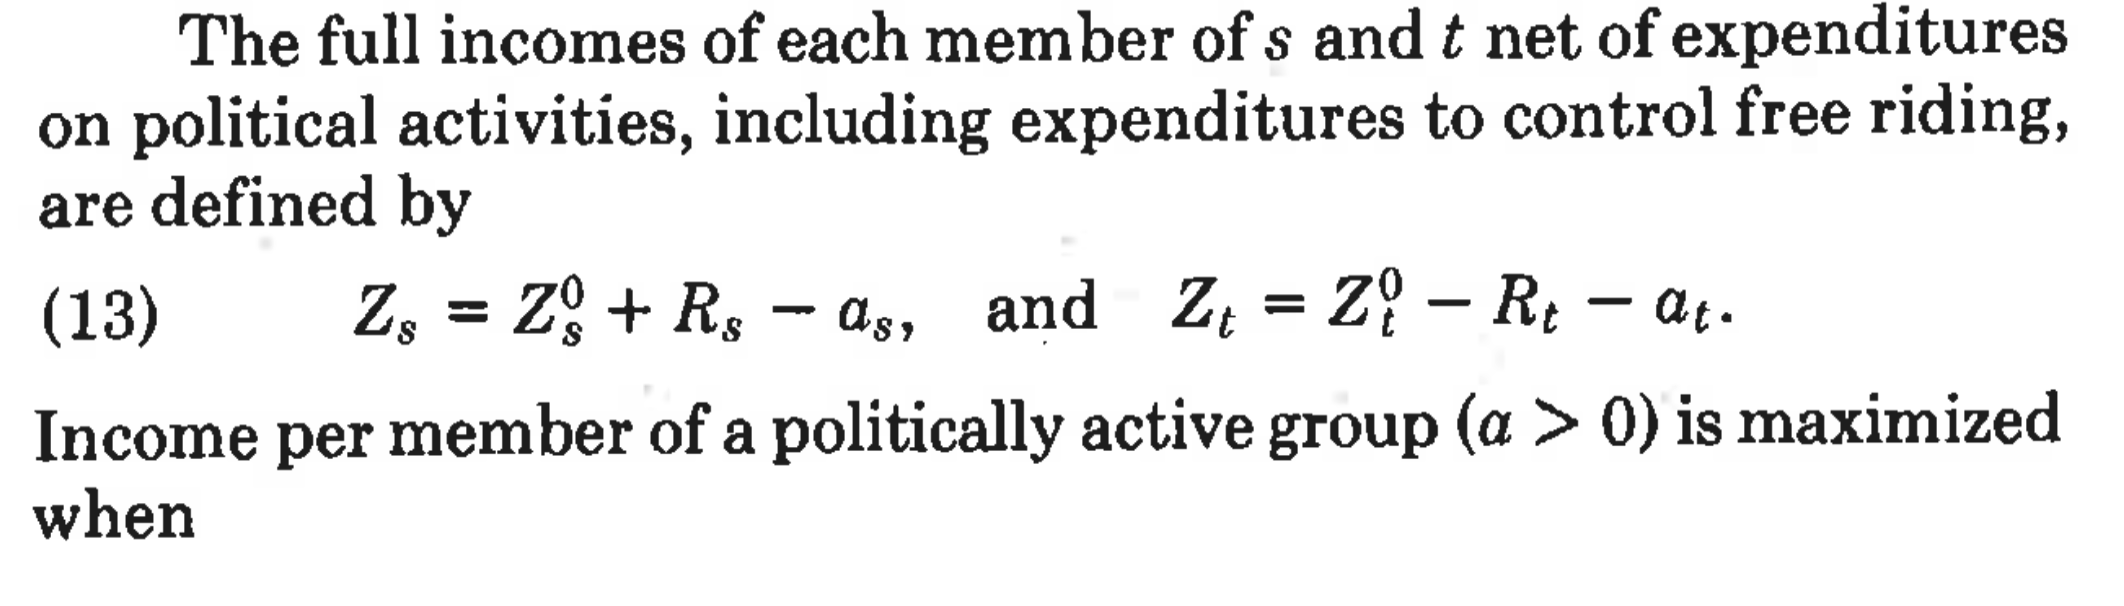 The full incomes of each member of s and t net of expenditures
on political activities, including expenditures to control free riding,
are defined by
(13) Z_s = Z_s^0 + R_s − a_s, and Z_t = Z_t^0 − R_t − a_t.
Income per member of a politically active group (a > 0) is maximized
when